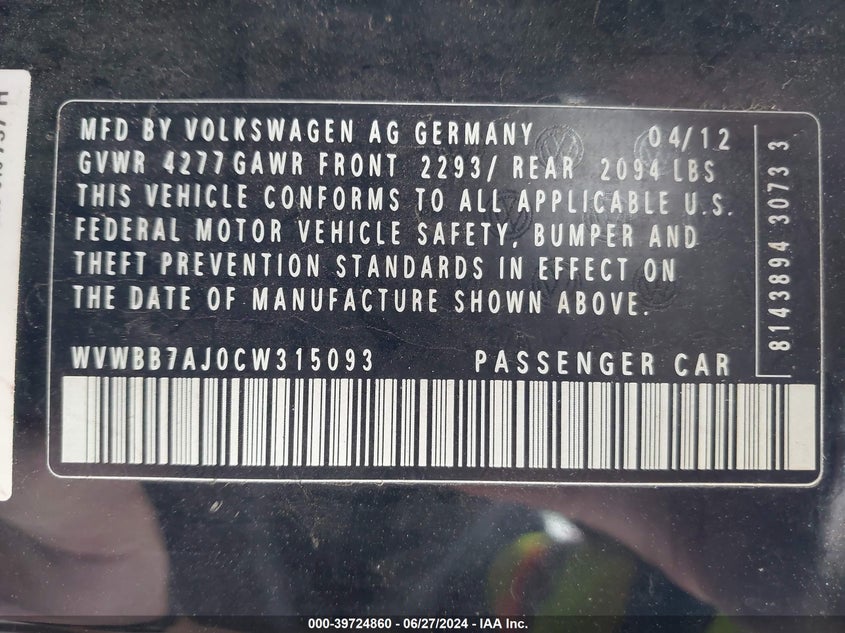 MFD BY VOLKSWAGEN AG GERMANY 04/12
GVWR 4277 GAWR FRONT 2293/ REAR 2094 LBS
THIS VEHICLE CONFORMS TO ALL APPLICABLE U.S.
FEDERAL MOTOR VEHICLE SAFETY, BUMPER AND
THEFT PREVENTION STANDARDS IN EFFECT ON
THE DATE OF MANUFACTURE SHOWN ABOVE.
WVWBB7AJ0CW315093 PASSENGER CAR
8143894 3073 3
000-39724860 - 06/27/2024 - IAA Inc.